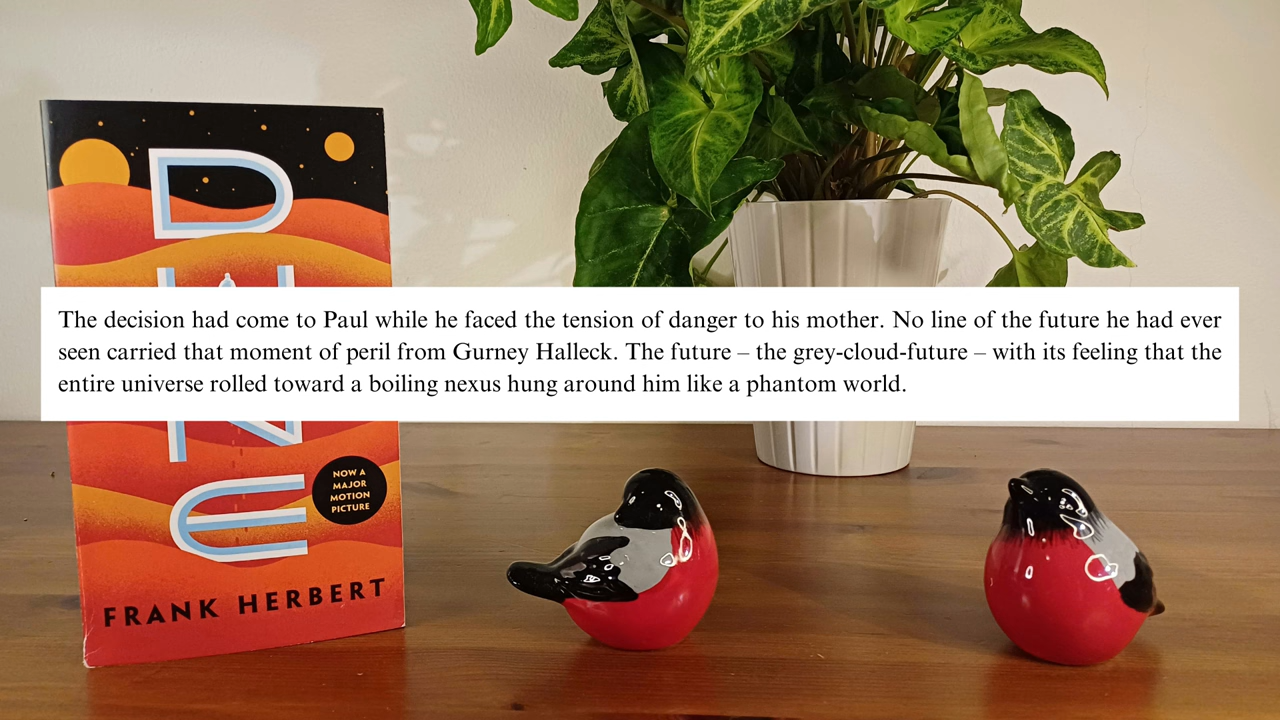 DUNE
The decision had come to Paul while he faced the tension of danger to his mother. No line of the future he had ever
seen carried that moment of peril from Gurney Halleck. The future – the grey-cloud-future – with its feeling that the
entire universe rolled toward a boiling nexus hung around him like a phantom world.
NOW A
MAJOR
MOTION
PICTURE
FRANK HERBERT